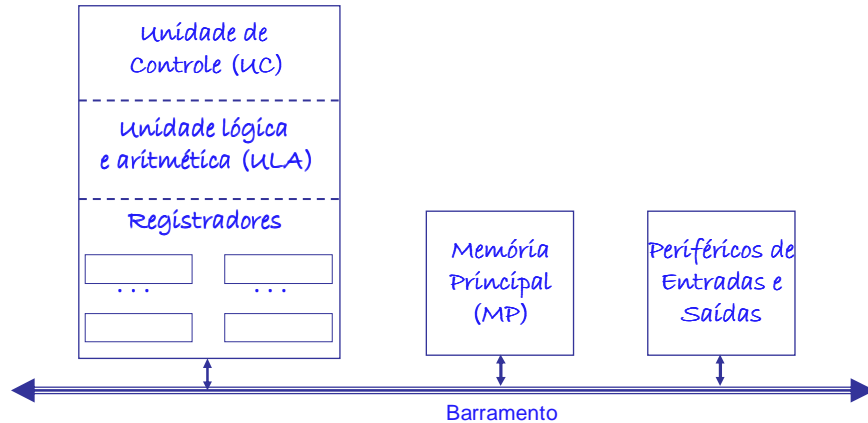 Unidade de
Controle (UC)
Unidade lógica
e aritmética (ULA)
Registradores
... ...
Memória
Principal
(MP)
Periféricos de
Entradas e
Saídas
Barramento